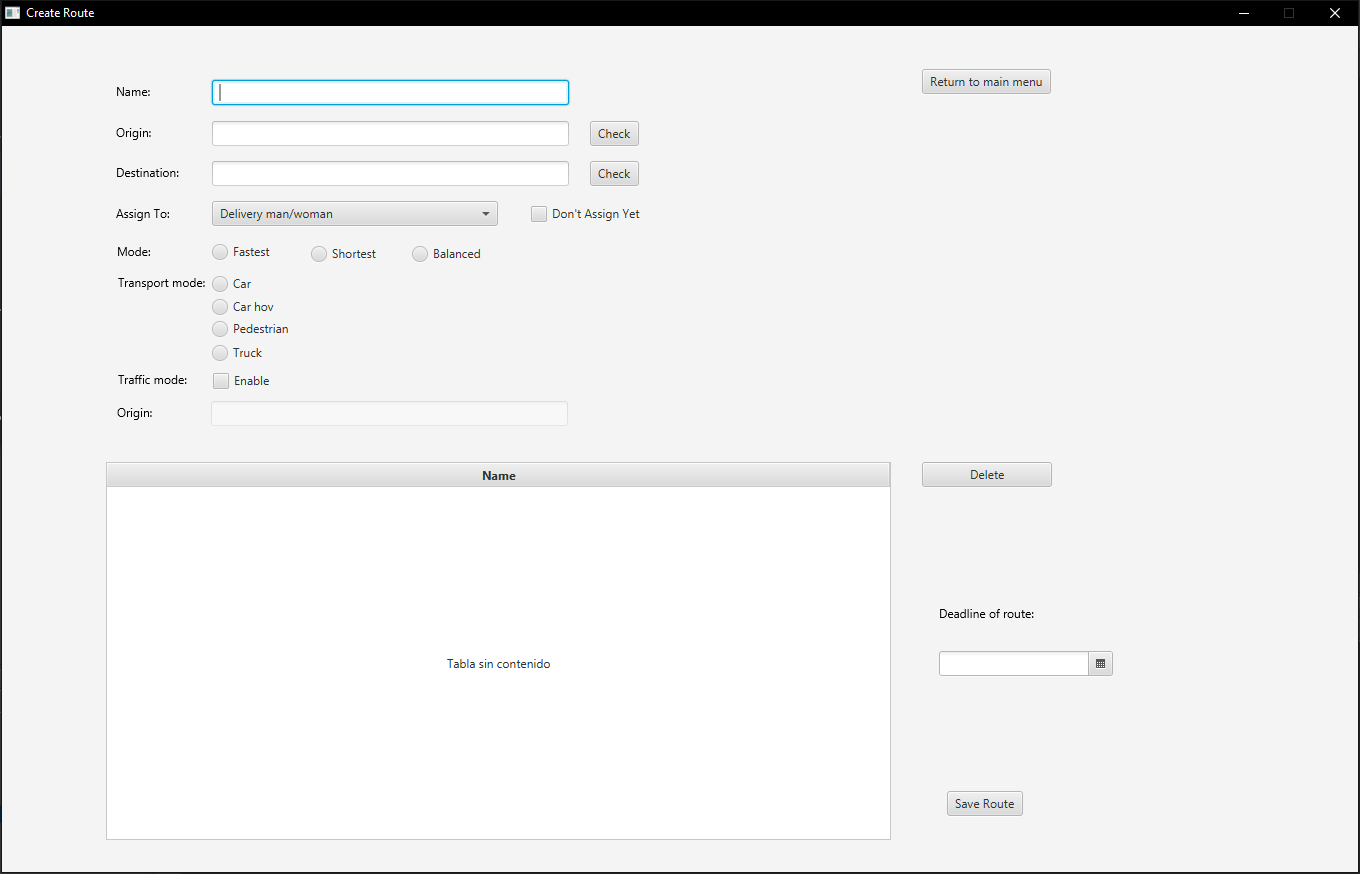 Create Route
Name:
Return to main menu
Origin:
Check
Destination:
Check
Assign To:
Delivery man/woman
Don't Assign Yet
Mode:
Fastest
Shortest
Balanced
Transport mode:
Car
Car hov
Pedestrian
Truck
Traffic mode:
Enable
Origin:
Name
Delete
Tabla sin contenido
Deadline of route:
Save Route